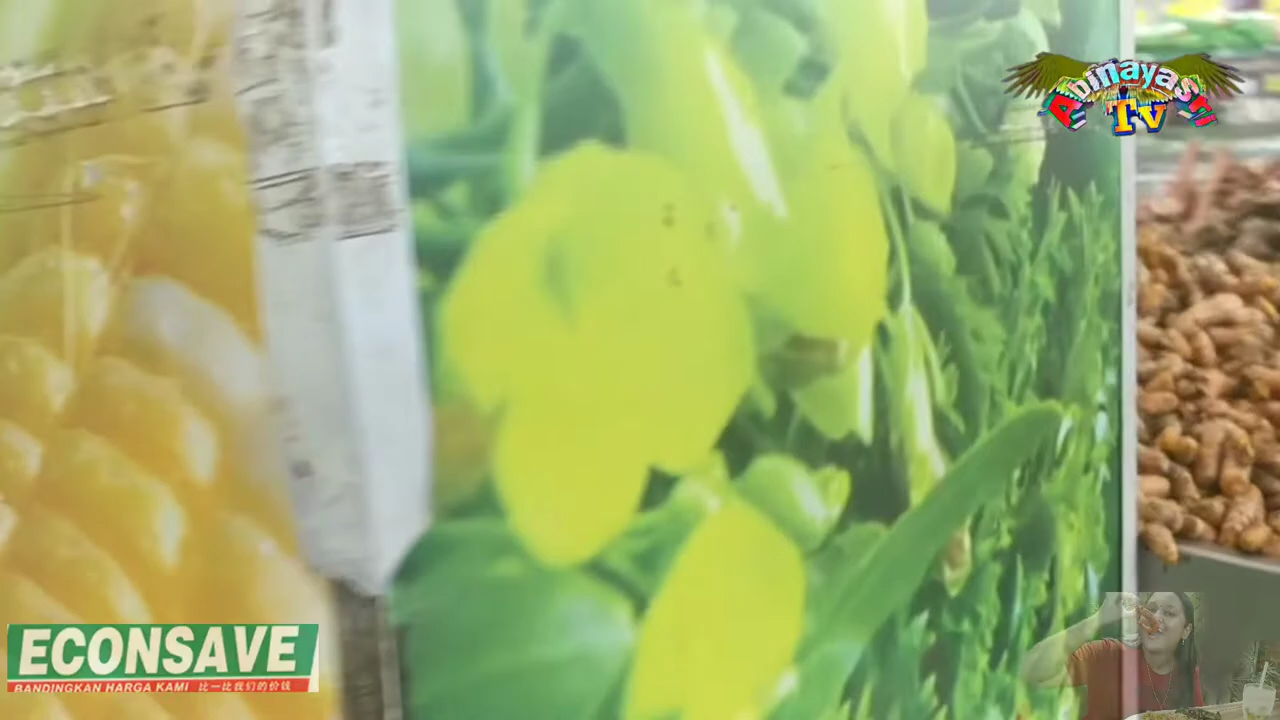 Abinayasri
Tv
ECONSAVE
BANDINGKAN HARGA KAMI 比一比我们的价钱